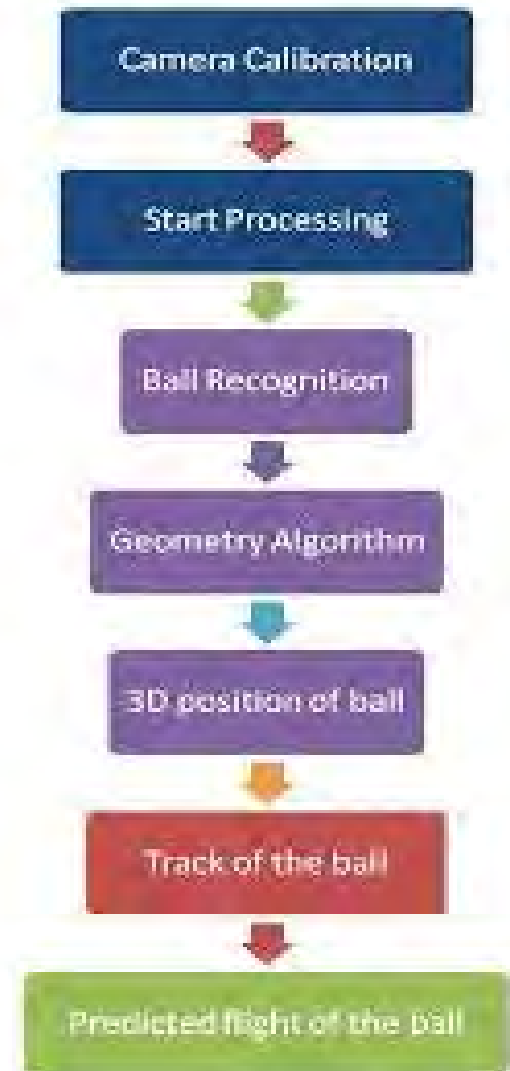 Camera Calibration
Start Processing
Ball Recognition
Geometry Algorithm
3D position of ball
Track of the ball
Predicted flight of the ball